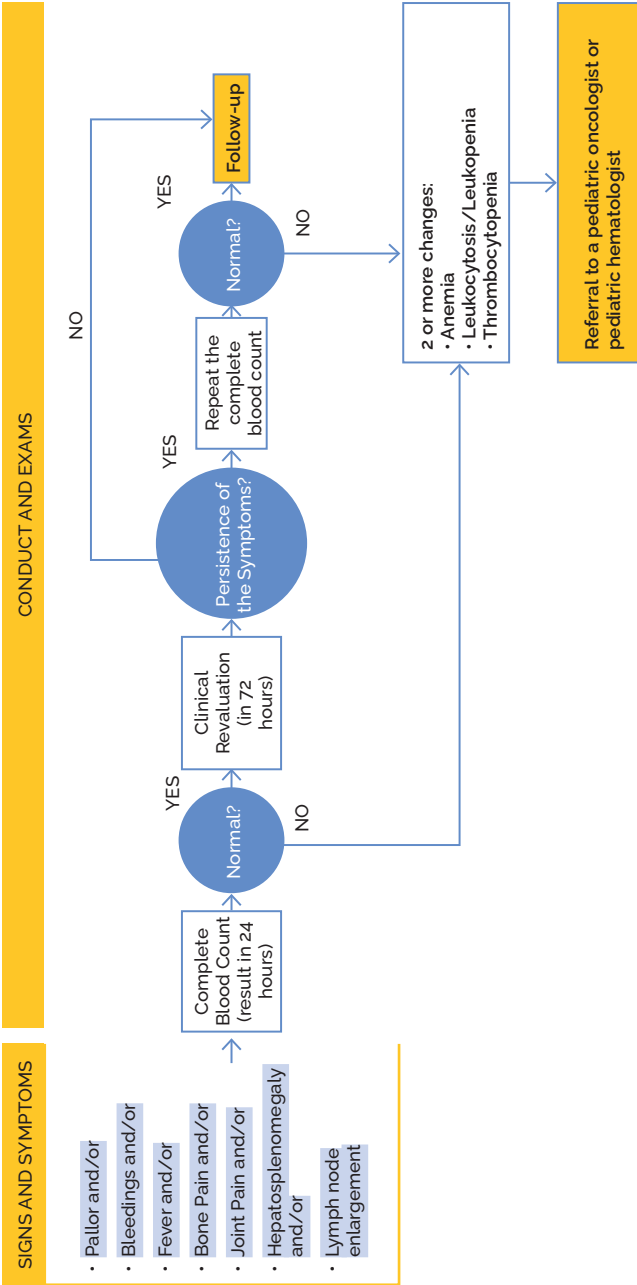 SIGNS AND SYMPTOMS
• Pallor and/or
• Bleedings and/or
• Fever and/or
• Bone Pain and/or
• Joint Pain and/or
• Hepatosplenomegaly
and/or
• Lymph node
enlargement
CONDUCT AND EXAMS
Complete
Blood Count
(result in 24
hours)
Normal?
YES
NO
Clinical
Revaluation
(in 72
hours)
Persistence of
the Symptoms?
YES
NO
Repeat the
complete
blood count
Normal?
YES
NO
Follow-up
2 or more changes:
• Anemia
• Leukocytosis/Leukopenia
• Thrombocytopenia
Referral to a pediatric oncologist or
pediatric hematologist